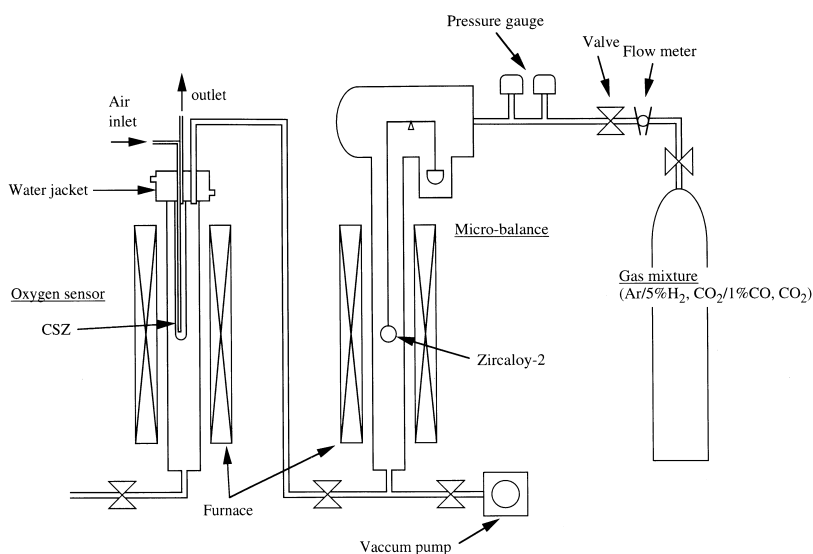 Pressure gauge
Valve
Flow meter
Air
inlet
outlet
Water jacket
Micro-balance
Oxygen sensor
Gas mixture
(Ar/5%H₂, CO₂/1%CO, CO₂)
CSZ
Zircaloy-2
Furnace
Vaccum pump